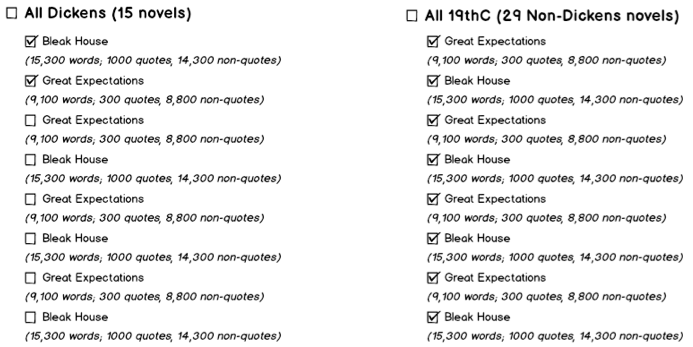 All Dickens (15 novels)
Bleak House
(15,300 words; 1000 quotes, 14,300 non-quotes)
Great Expectations
(9,100 words; 300 quotes, 8,800 non-quotes)
Great Expectations
(9,100 words; 300 quotes, 8,800 non-quotes)
Bleak House
(15,300 words; 1000 quotes, 14,300 non-quotes)
Great Expectations
(9,100 words; 300 quotes, 8,800 non-quotes)
Bleak House
(15,300 words; 1000 quotes, 14,300 non-quotes)
Great Expectations
(9,100 words; 300 quotes, 8,800 non-quotes)
Bleak House
(15,300 words; 1000 quotes, 14,300 non-quotes)
All 19thC (29 Non-Dickens novels)
Great Expectations
(9,100 words; 300 quotes, 8,800 non-quotes)
Bleak House
(15,300 words; 1000 quotes, 14,300 non-quotes)
Great Expectations
(9,100 words; 300 quotes, 8,800 non-quotes)
Bleak House
(15,300 words; 1000 quotes, 14,300 non-quotes)
Great Expectations
(9,100 words; 300 quotes, 8,800 non-quotes)
Bleak House
(15,300 words; 1000 quotes, 14,300 non-quotes)
Great Expectations
(9,100 words; 300 quotes, 8,800 non-quotes)
Bleak House
(15,300 words; 1000 quotes, 14,300 non-quotes)